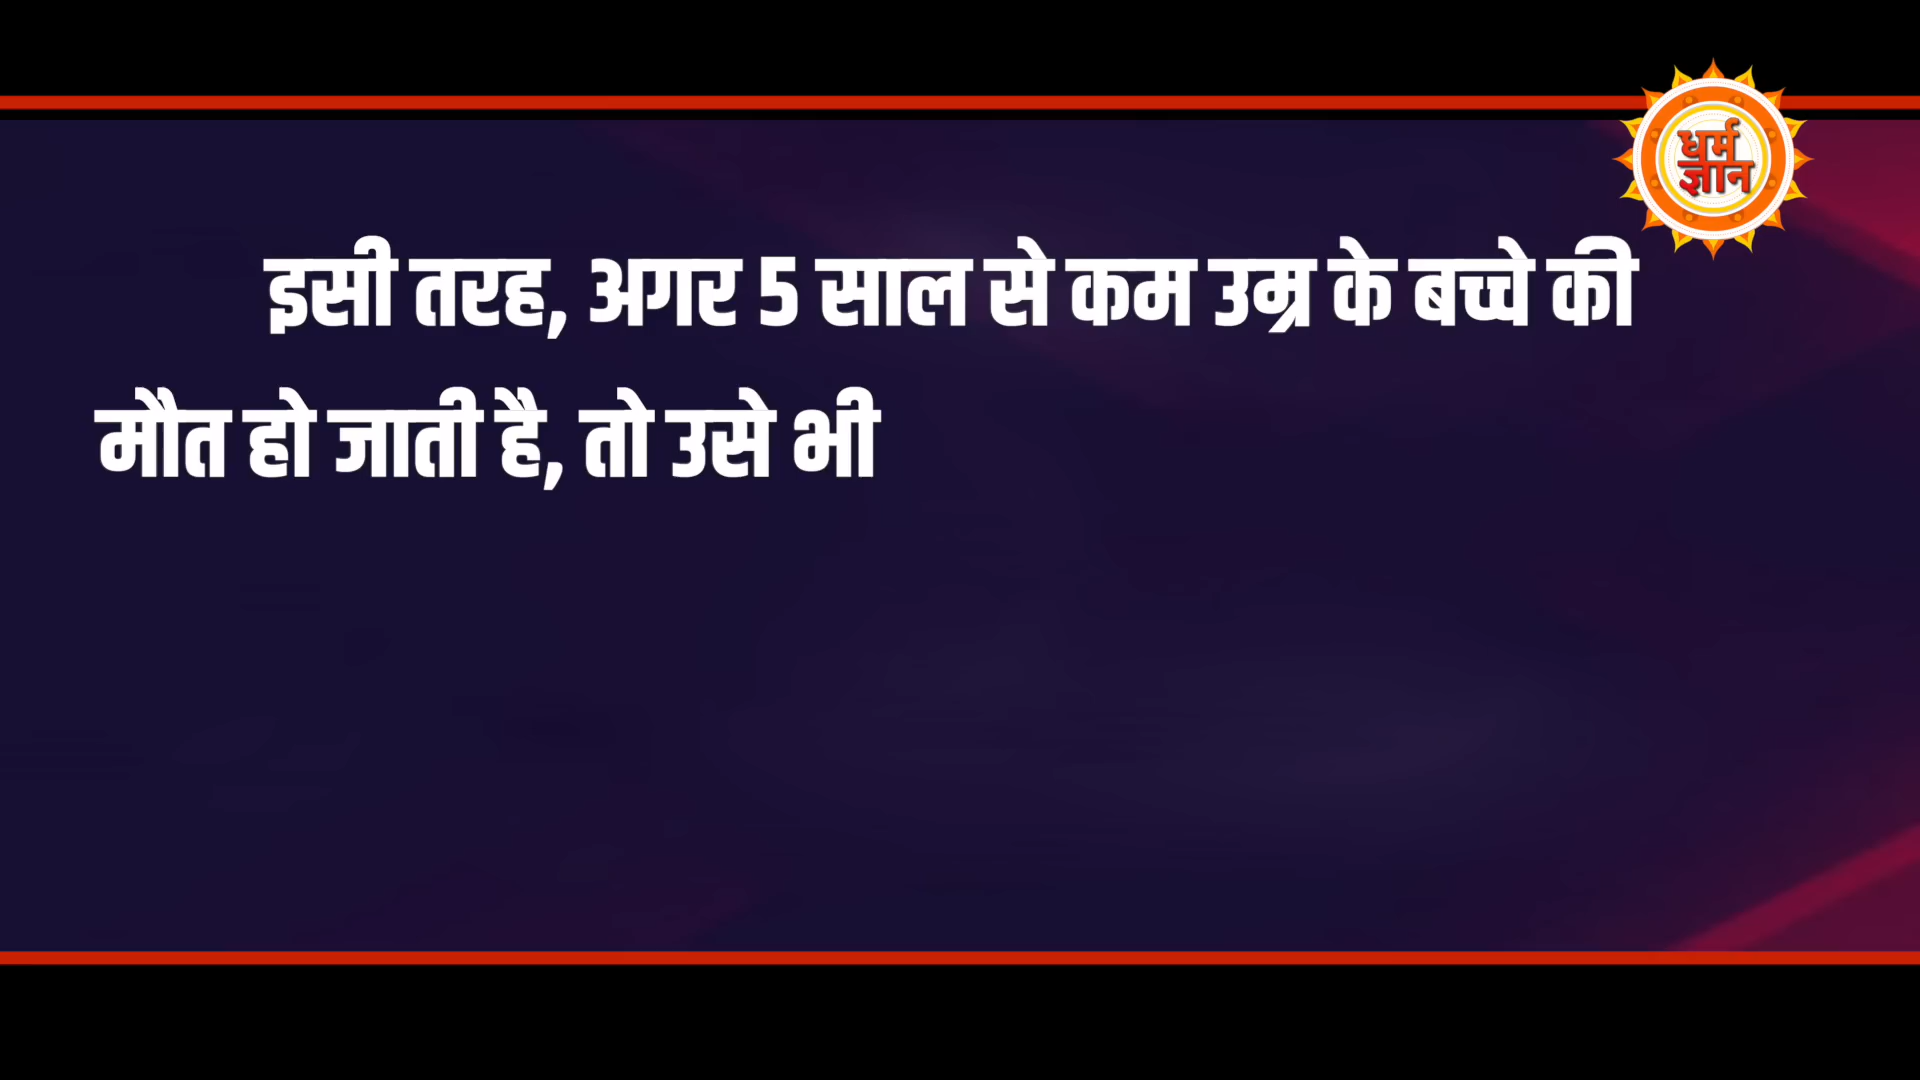 धर्म
ज्ञान
इसी तरह, अगर 5 साल से कम उम्र के बच्चे की
मौत हो जाती है, तो उसे भी